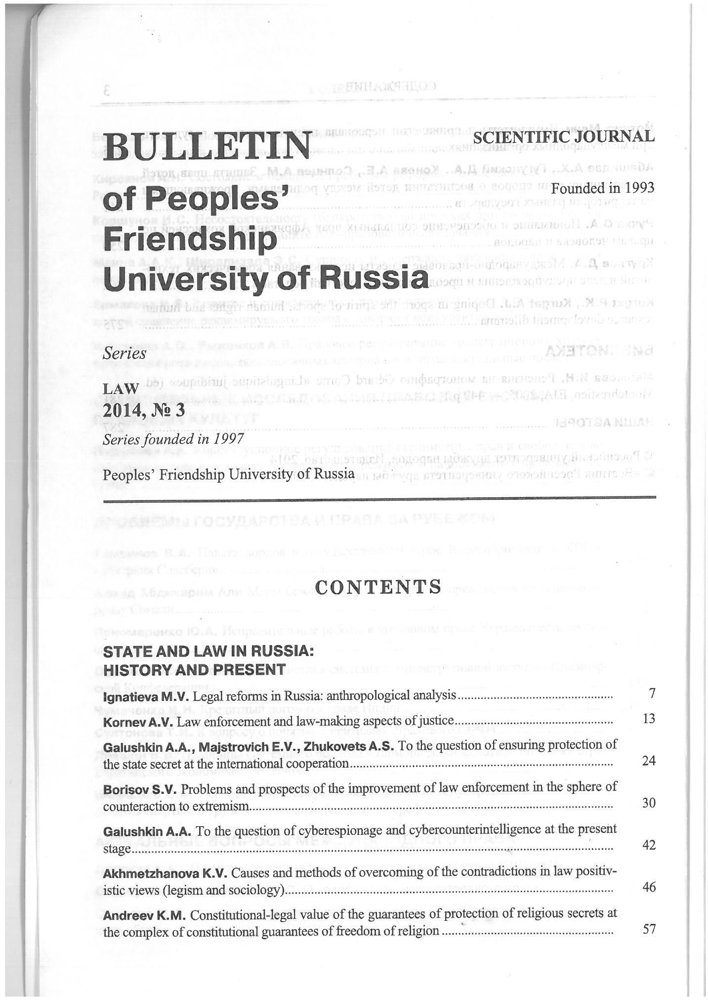 BULLETIN
of Peoples’
Friendship
University of Russia
SCIENTIFIC JOURNAL
Founded in 1993
Series
LAW
2014, № 3
Series founded in 1997
Peoples’ Friendship University of Russia
CONTENTS
STATE AND LAW IN RUSSIA:
HISTORY AND PRESENT
Ignatieva M.V. Legal reforms in Russia: anthropological analysis 7
Kornev A.V. Law enforcement and law-making aspects of justice 13
Galushkin A.A., Majstrovich E.V., Zhukovets A.S. To the question of ensuring protection of
the state secret at the international cooperation 24
Borisov S.V. Problems and prospects of the improvement of law enforcement in the sphere of
counteraction to extremism 30
Galushkin A.A. To the question of cyberespionage and cybercounterintelligence at the present
stage 42
Akhmetzhanova K.V. Causes and methods of overcoming of the contradictions in law positiv-
istic views (legism and sociology) 46
Andreev K.M. Constitutional-legal value of the guarantees of protection of religious secrets at
the complex of constitutional guarantees of freedom of religion 57